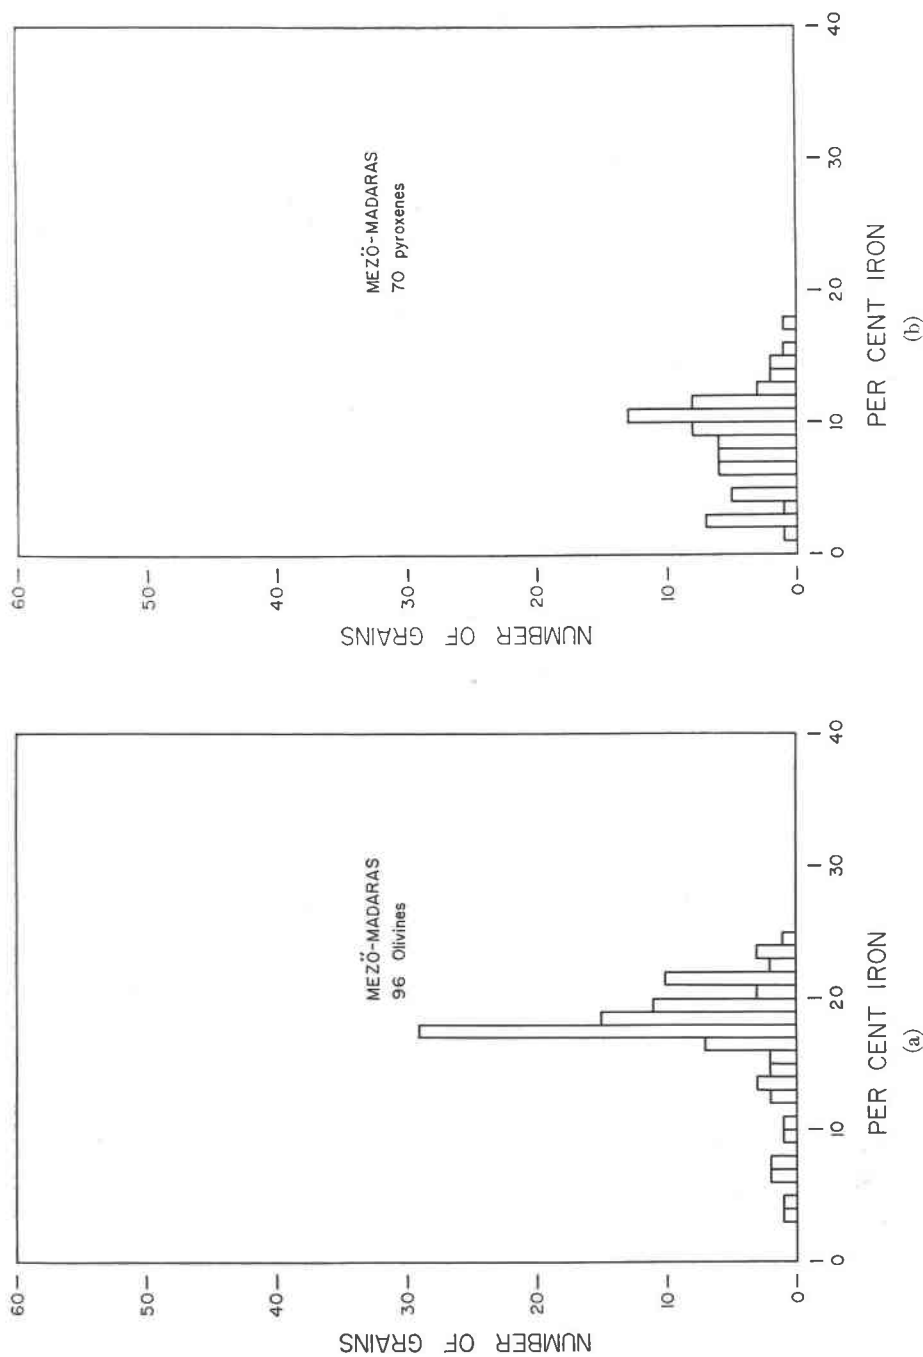 60
50
40
30
20
10
0
NUMBER OF GRAINS
MEZÖ-MADARAS
96 Olivines
0
10
20
30
40
PER CENT IRON
(a)
60
50
40
30
20
10
0
NUMBER OF GRAINS
MEZÖ-MADARAS
70 pyroxenes
0
10
20
30
40
PER CENT IRON
(b)